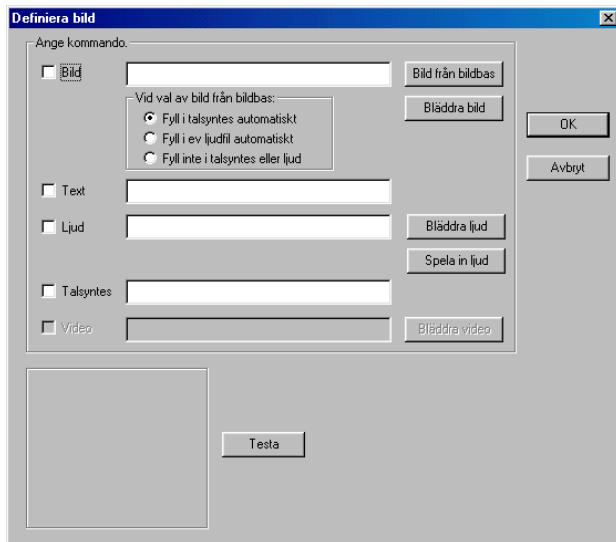 Definiera bild
Ange kommando.
Bild
Bild från bildbas
Vid val av bild från bildbas:
Bläddra bild
Fyll i talsyntes automatiskt
OK
Fyll i ev ljudfil automatiskt
Fyll inte i talsyntes eller ljud
Avbryt
Text
Ljud
Bläddra ljud
Spela in ljud
Talsyntes
Video
Bläddra video
Testa